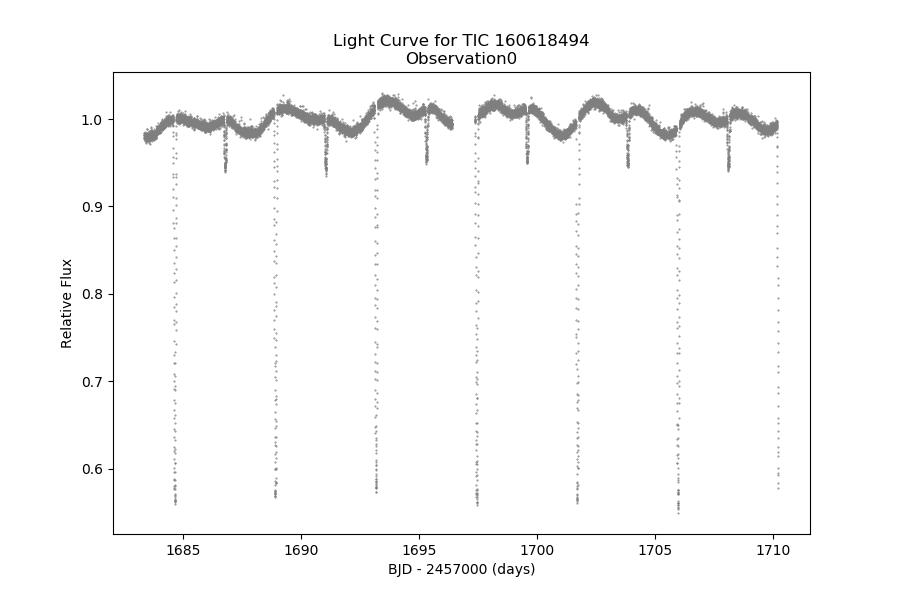 Light Curve for TIC 160618494
Observation0
1.0
0.9
0.8
0.7
0.6
Relative Flux
1685 1690 1695 1700 1705 1710
BJD - 2457000 (days)